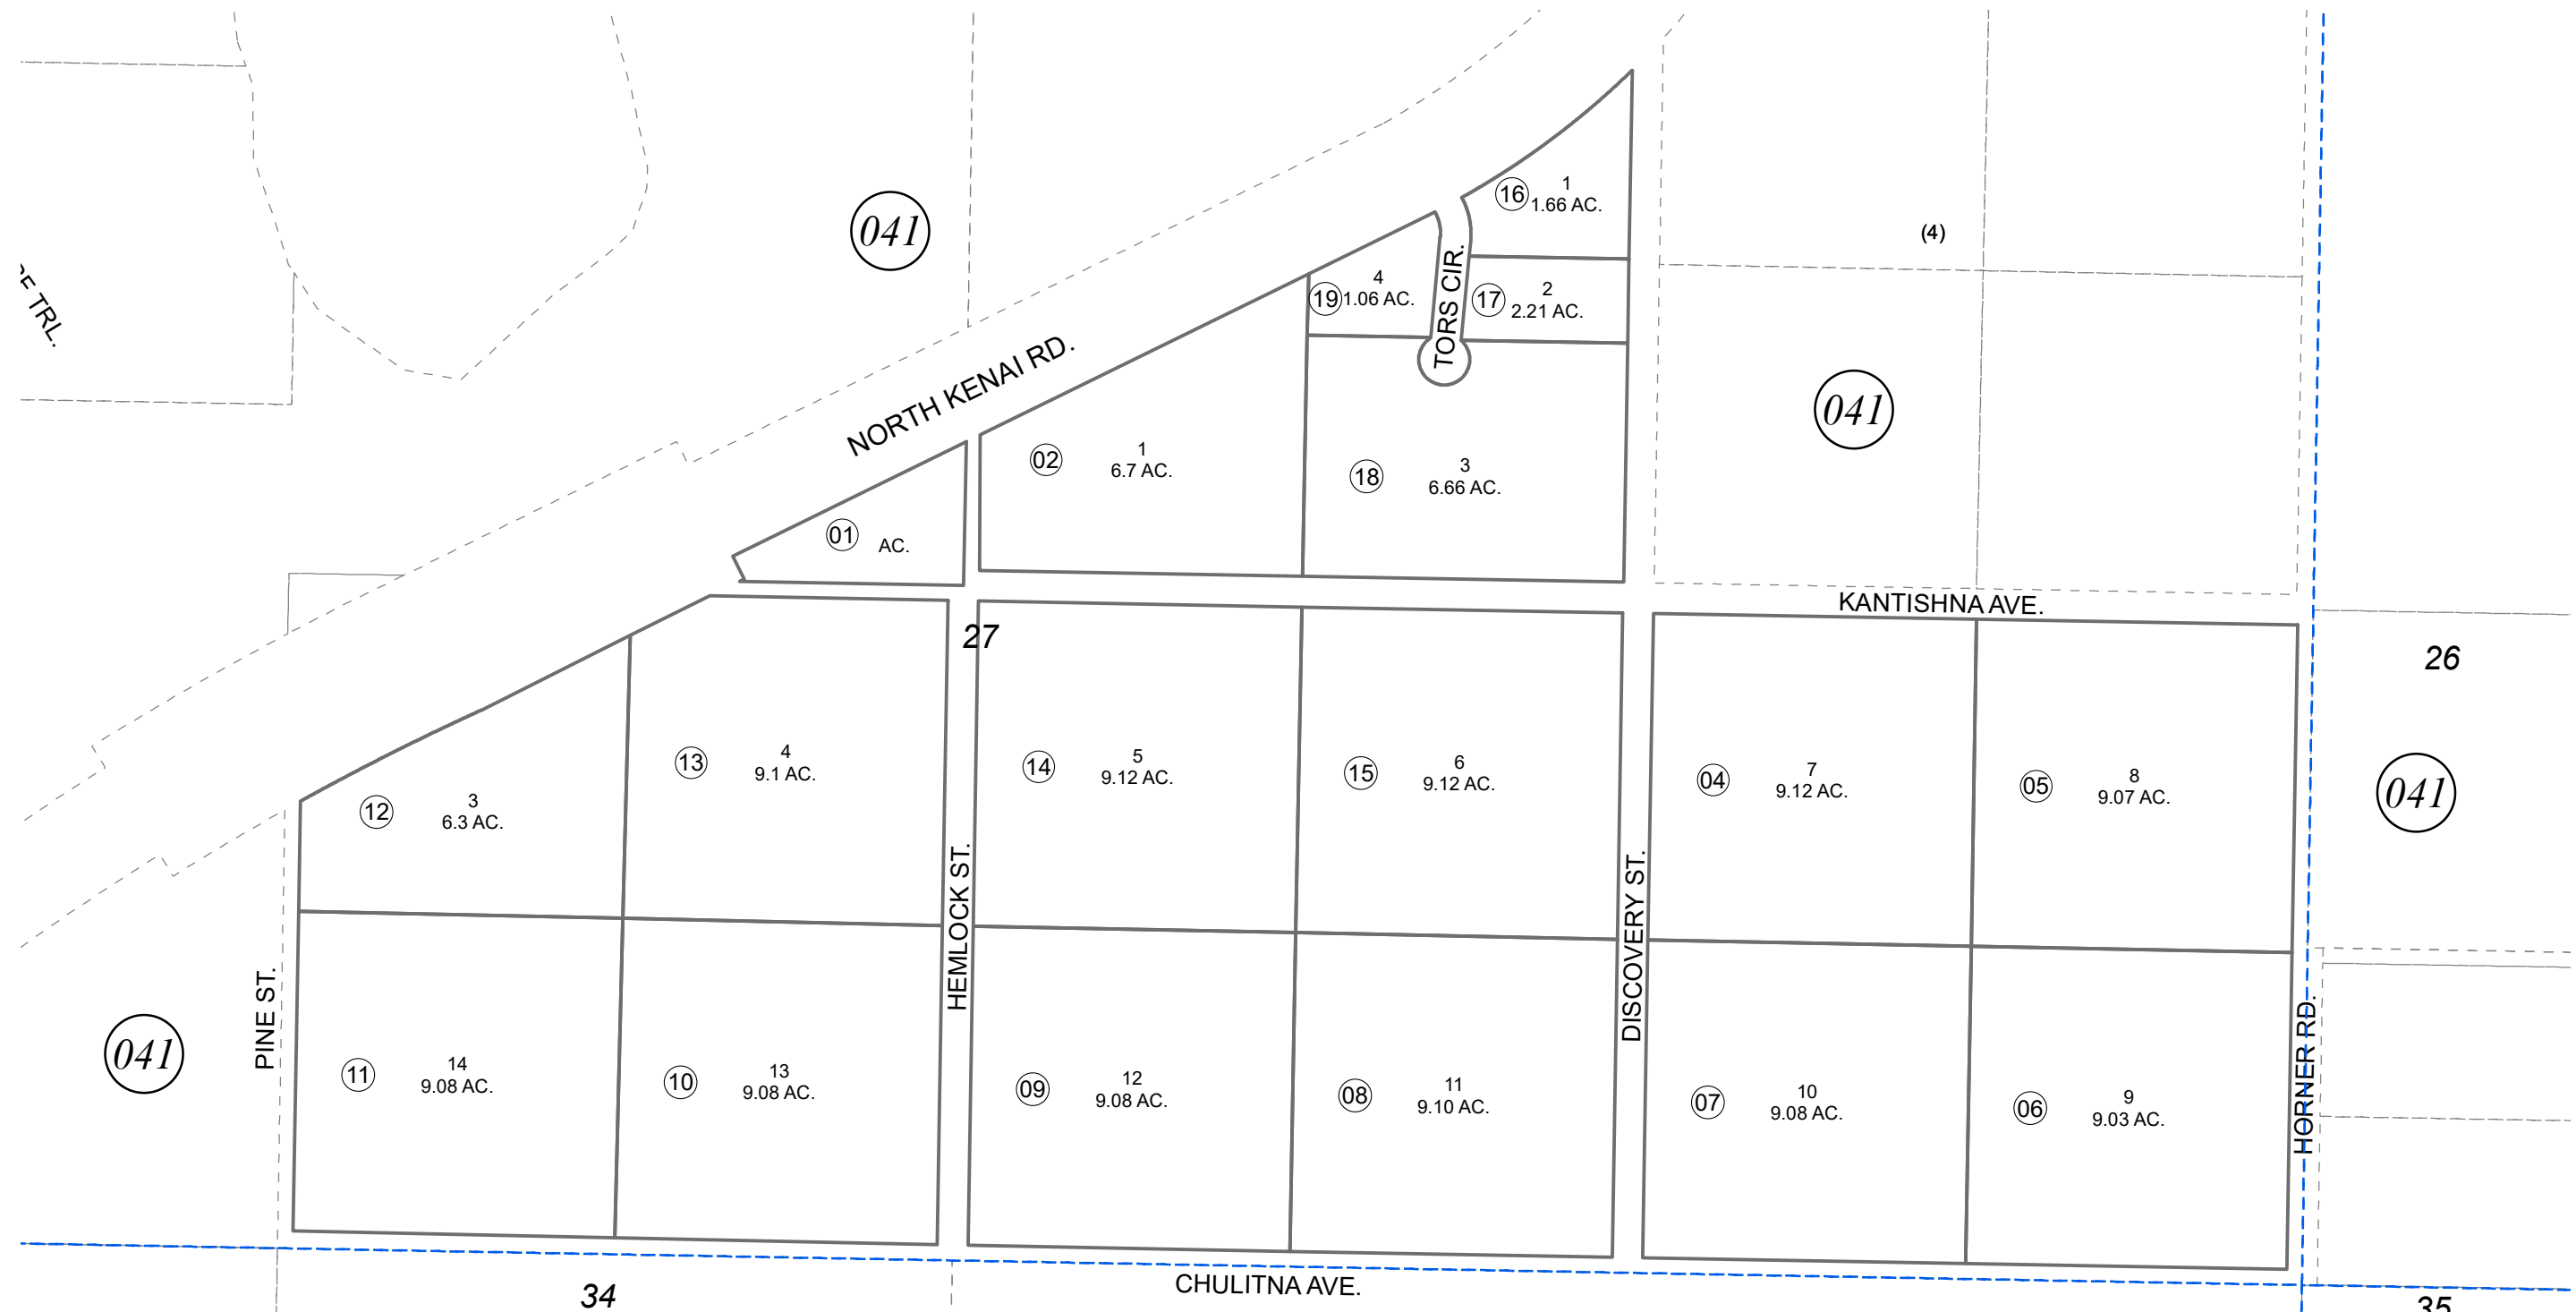 16
1
1.66 AC.
041
(4)
TRL.
4
19
1.06 AC.
TORS CIR.
17
2
2.21 AC.
NORTH KENAI RD.
041
02
1
6.7 AC.
18
3
6.66 AC.
01
AC.
KANTISHNA AVE.
27
26
13
4
9.1 AC.
14
5
9.12 AC.
15
6
9.12 AC.
04
7
9.12 AC.
05
8
9.07 AC.
041
12
3
6.3 AC.
HEMLOCK ST.
DISCOVERY ST.
PINE ST.
HORNER RD.
041
11
14
9.08 AC.
10
13
9.08 AC.
09
12
9.08 AC.
08
11
9.10 AC.
07
10
9.08 AC.
06
9
9.03 AC.
CHULITNA AVE.
34
35